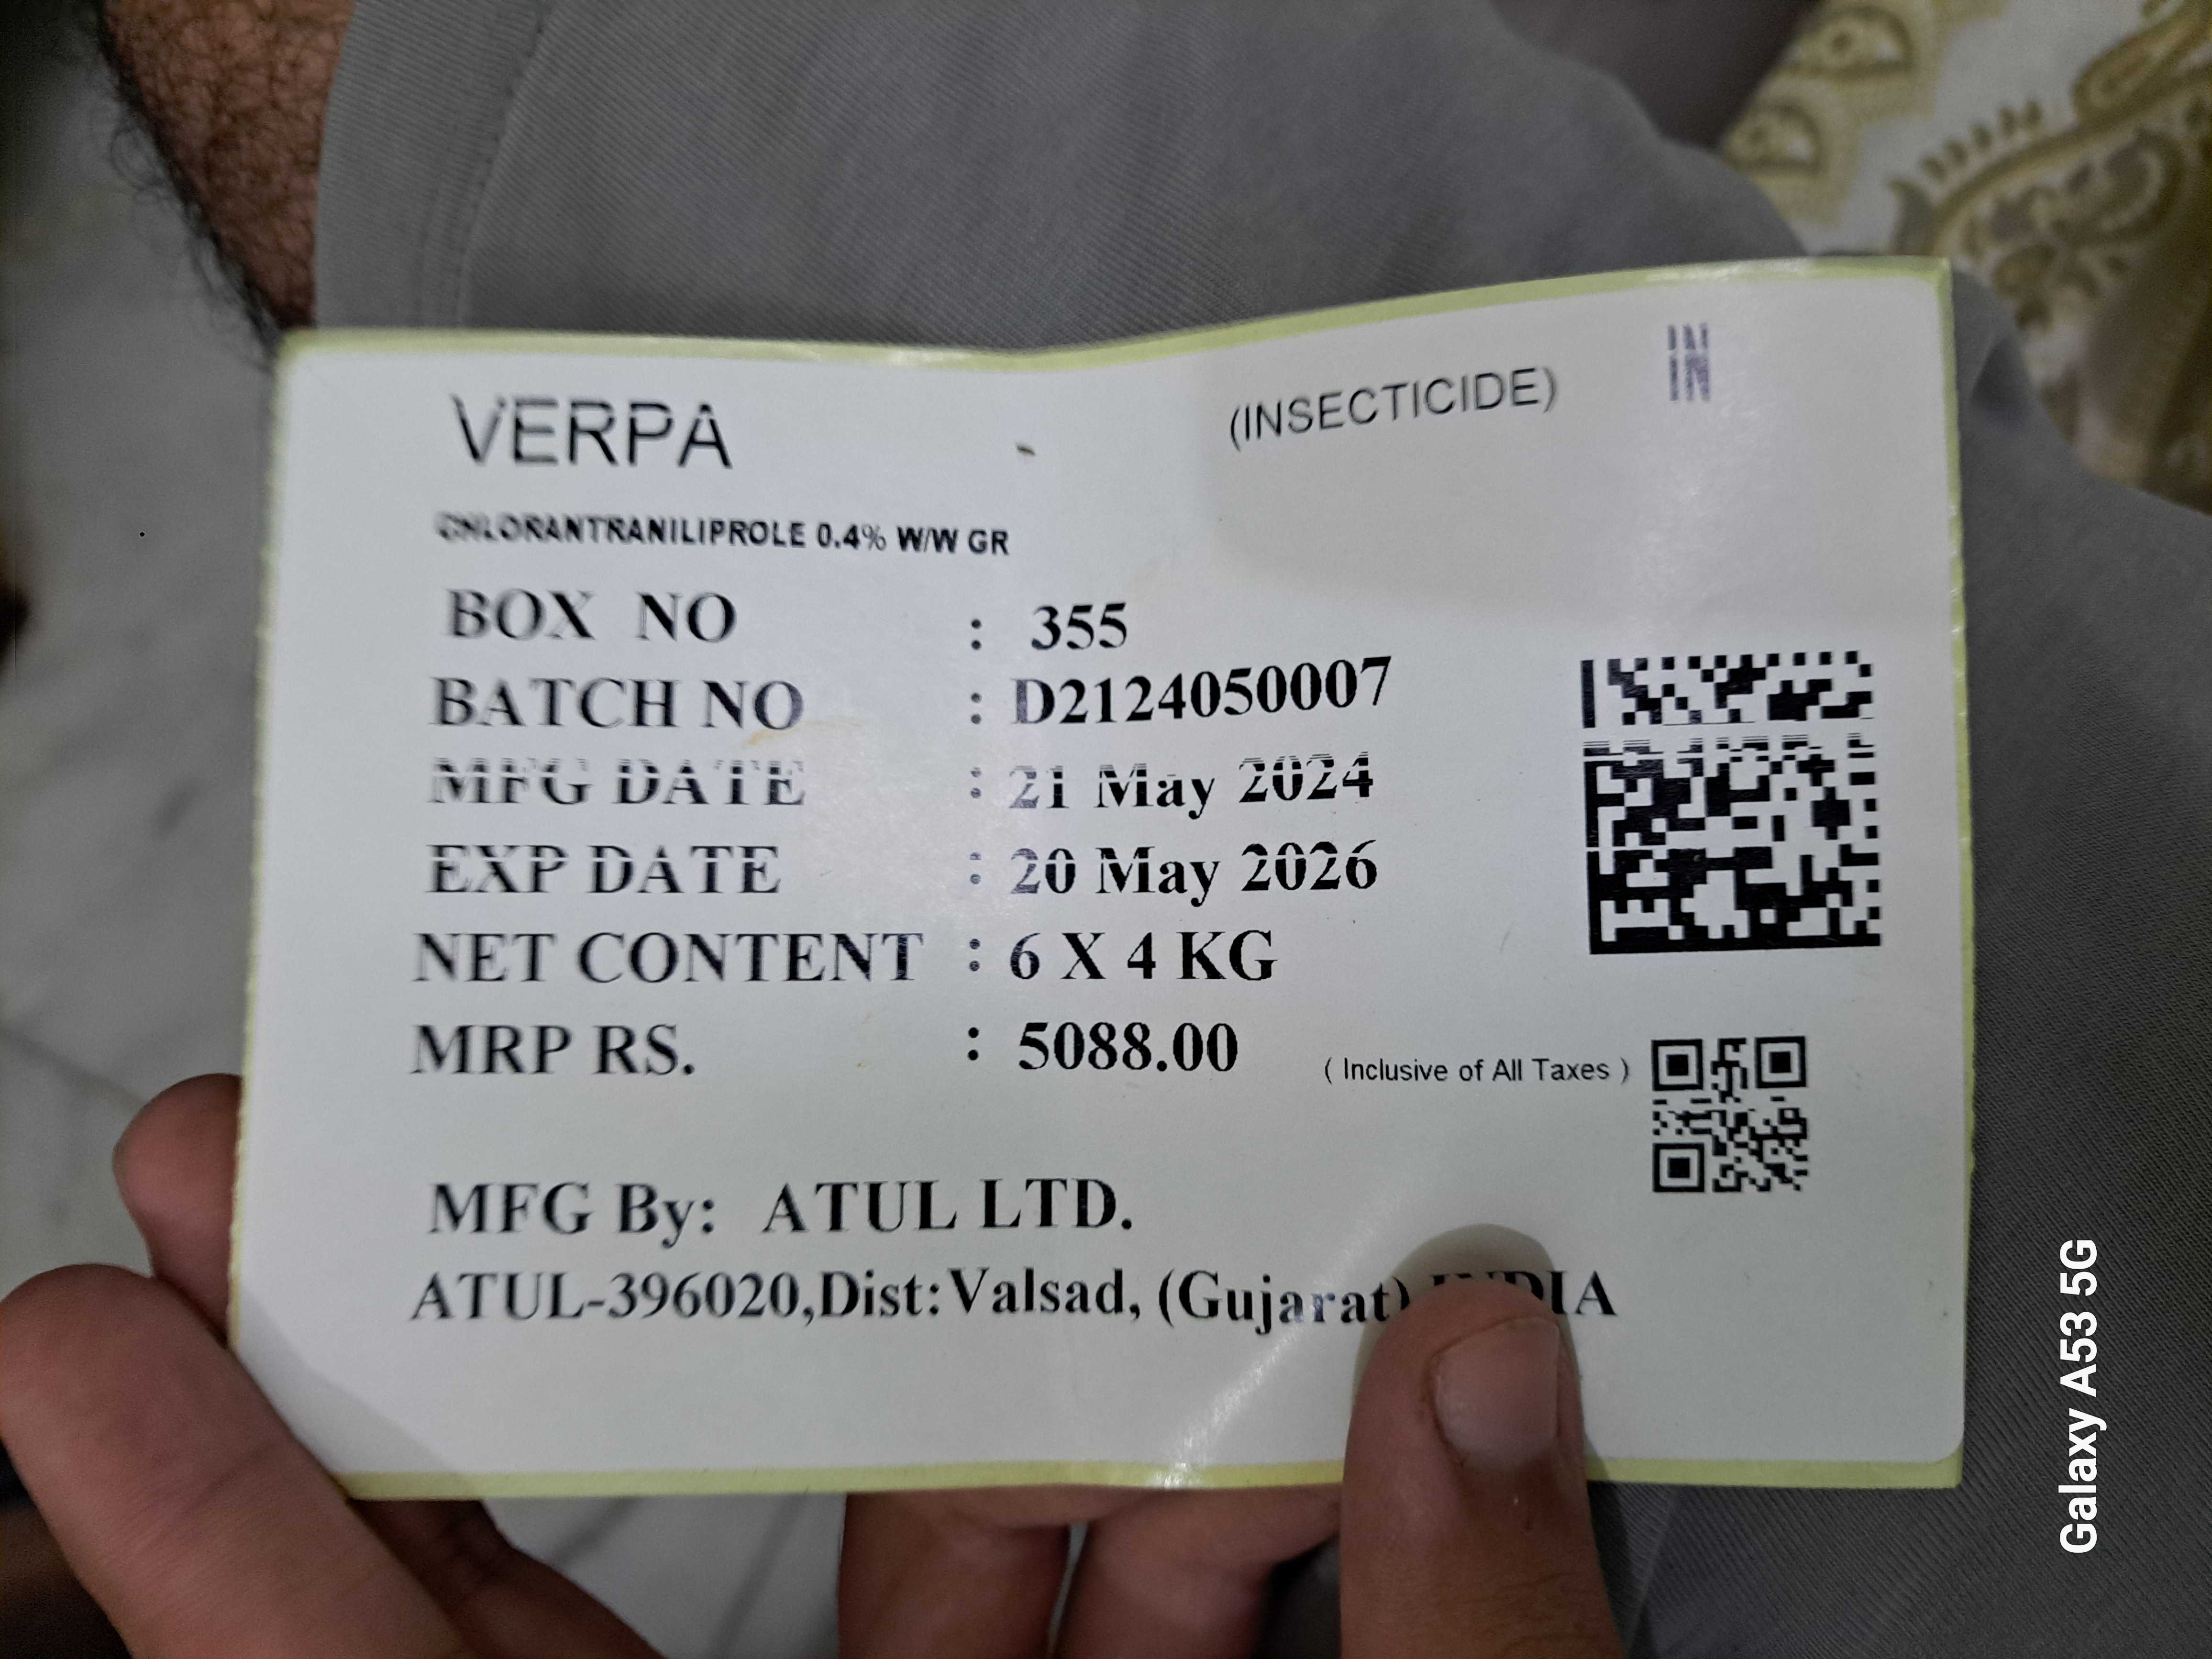 VERPA (INSECTICIDE) IN
CHLORANTRANILIPROLE 0.4% W/W GR
BOX NO : 355
BATCH NO : D2124050007
MFG DATE : 21 May 2024
EXP DATE : 20 May 2026
NET CONTENT : 6 X 4 KG
MRP RS. : 5088.00 ( Inclusive of All Taxes )
MFG By: ATUL LTD.
ATUL-396020,Dist:Valsad, (Gujarat) INDIA
Galaxy A53 5G